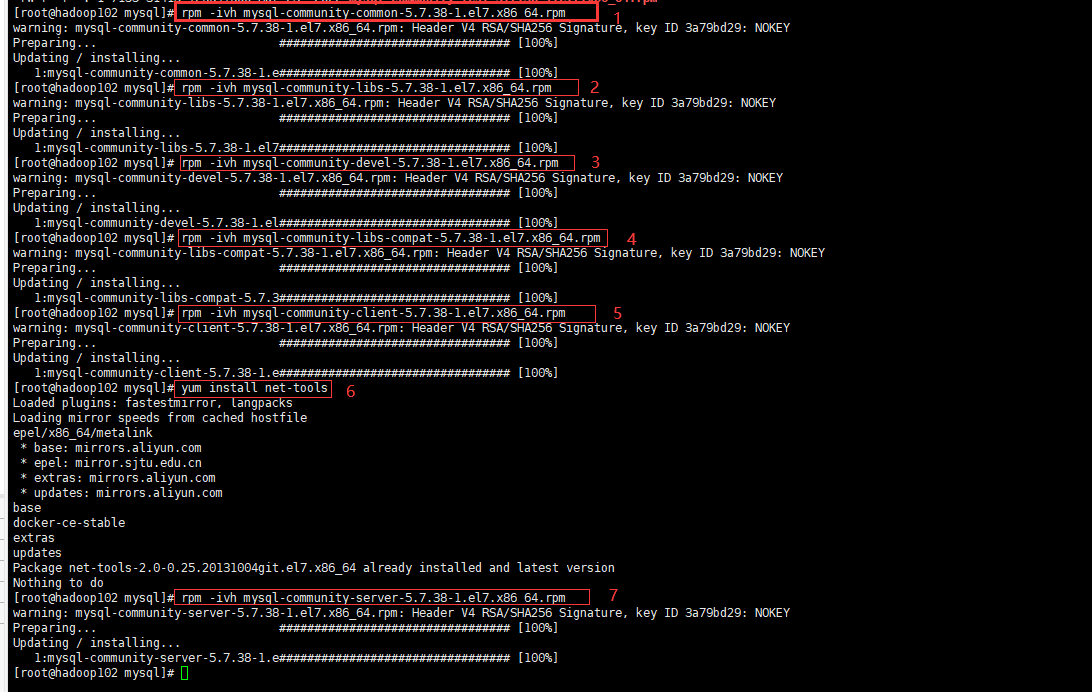 [root@hadoop102 mysql]# rpm -ivh mysql-community-common-5.7.38-1.el7.x86_64.rpm 1
warning: mysql-community-common-5.7.38-1.el7.x86_64.rpm: Header V4 RSA/SHA256 Signature, key ID 3a79bd29: NOKEY
Preparing... ################################# [100%]
Updating / installing...
1:mysql-community-common-5.7.38-1.e################################# [100%]
[root@hadoop102 mysql]# rpm -ivh mysql-community-libs-5.7.38-1.el7.x86_64.rpm 2
warning: mysql-community-libs-5.7.38-1.el7.x86_64.rpm: Header V4 RSA/SHA256 Signature, key ID 3a79bd29: NOKEY
Preparing... ################################# [100%]
Updating / installing...
1:mysql-community-libs-5.7.38-1.el7################################# [100%]
[root@hadoop102 mysql]# rpm -ivh mysql-community-devel-5.7.38-1.el7.x86_64.rpm 3
warning: mysql-community-devel-5.7.38-1.el7.x86_64.rpm: Header V4 RSA/SHA256 Signature, key ID 3a79bd29: NOKEY
Preparing... ################################# [100%]
Updating / installing...
1:mysql-community-devel-5.7.38-1.el################################# [100%]
[root@hadoop102 mysql]# rpm -ivh mysql-community-libs-compat-5.7.38-1.el7.x86_64.rpm 4
warning: mysql-community-libs-compat-5.7.38-1.el7.x86_64.rpm: Header V4 RSA/SHA256 Signature, key ID 3a79bd29: NOKEY
Preparing... ################################# [100%]
Updating / installing...
1:mysql-community-libs-compat-5.7.3################################# [100%]
[root@hadoop102 mysql]# rpm -ivh mysql-community-client-5.7.38-1.el7.x86_64.rpm 5
warning: mysql-community-client-5.7.38-1.el7.x86_64.rpm: Header V4 RSA/SHA256 Signature, key ID 3a79bd29: NOKEY
Preparing... ################################# [100%]
Updating / installing...
1:mysql-community-client-5.7.38-1.e################################# [100%]
[root@hadoop102 mysql]# yum install net-tools 6
Loaded plugins: fastestmirror, langpacks
Loading mirror speeds from cached hostfile
epel/x86_64/metalink
* base: mirrors.aliyun.com
* epel: mirror.sjtu.edu.cn
* extras: mirrors.aliyun.com
* updates: mirrors.aliyun.com
base
docker-ce-stable
extras
updates
Package net-tools-2.0-0.25.20131004git.el7.x86_64 already installed and latest version
Nothing to do
[root@hadoop102 mysql]# rpm -ivh mysql-community-server-5.7.38-1.el7.x86_64.rpm 7
warning: mysql-community-server-5.7.38-1.el7.x86_64.rpm: Header V4 RSA/SHA256 Signature, key ID 3a79bd29: NOKEY
Preparing... ################################# [100%]
Updating / installing...
1:mysql-community-server-5.7.38-1.e################################# [100%]
[root@hadoop102 mysql]#